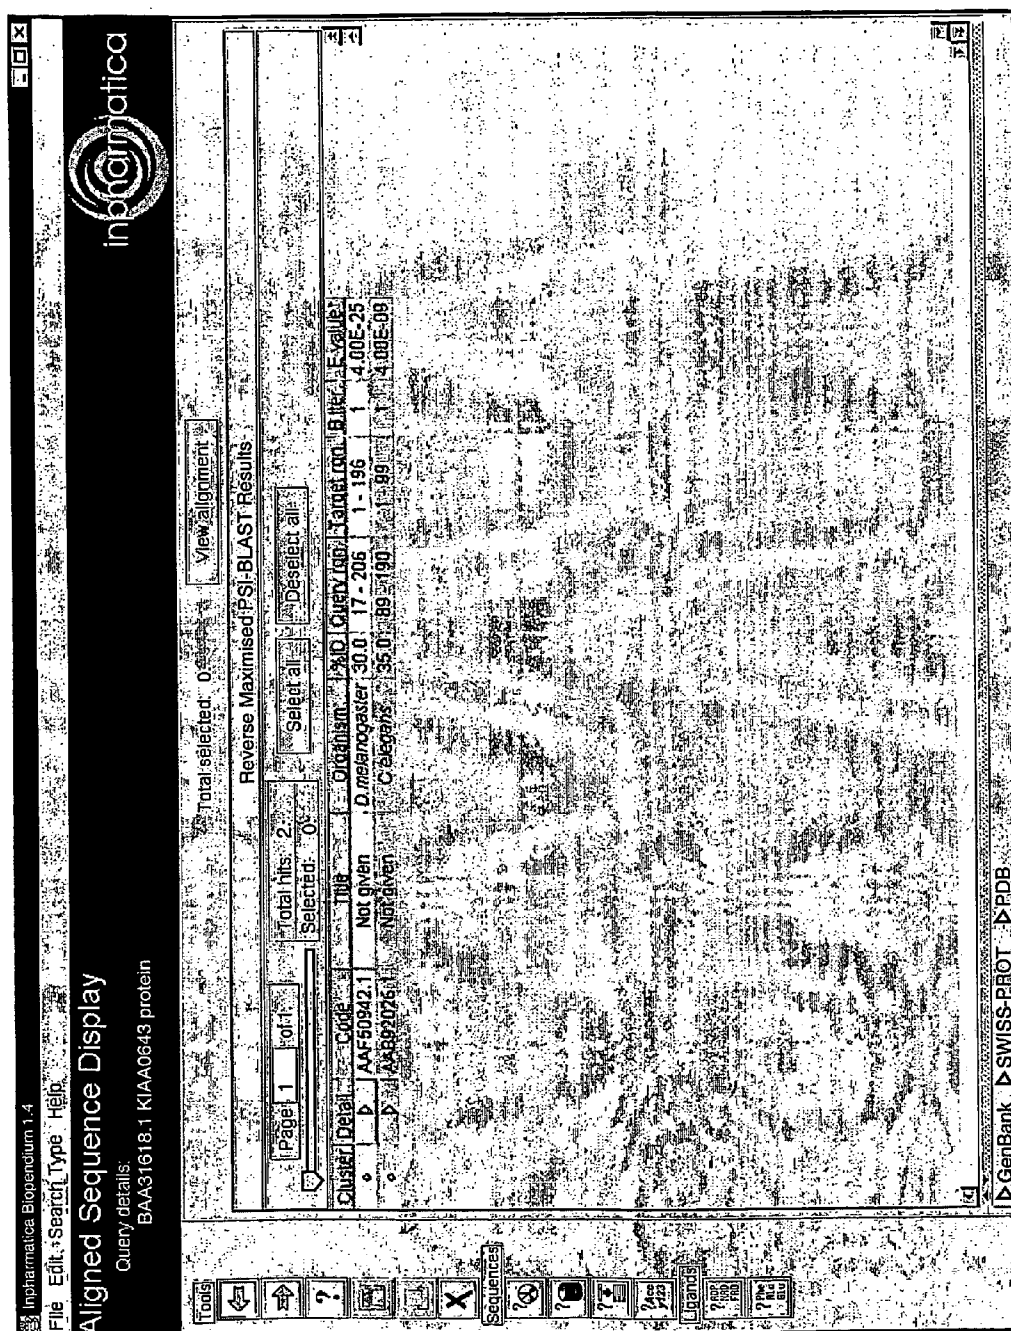 Inpharmatica Biopendium 1.4
File Edit Search Type Help
Aligned Sequence Display
inpharmatica
Query details:
BAA31618.1 KIAA0643 protein
Tools
Total selected: 0
View alignment
Reverse Maximised PSI-BLAST Results
Page: 1 of 1
Total hits: 2
Selected: 0
Select all
Deselect all
Cluster Detail Code Title Organism %ID Query rgn Target rgn B Iter E-value
AAF50942.1 Not given D.melanogaster 30.0 17 - 206 1 - 196 1 4.00E-25
AAB92026.1 Not given C.elegans 35.0 89 - 190 1 - 99 1 4.00E-08
Sequences
Ligands
GenBank SWISS-PROT PDB